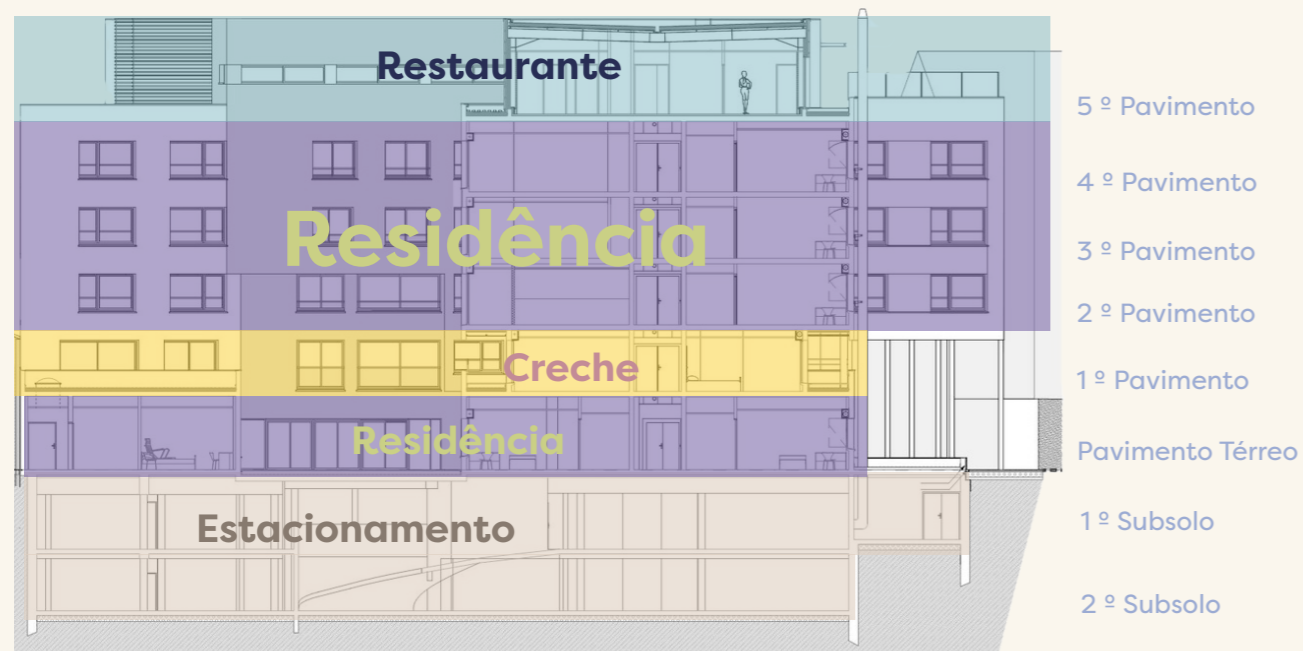 Restaurante
5 º Pavimento
4 º Pavimento
Residência
3 º Pavimento
2 º Pavimento
Creche
1 º Pavimento
Residência
Pavimento Térreo
Estacionamento
1 º Subsolo
2 º Subsolo